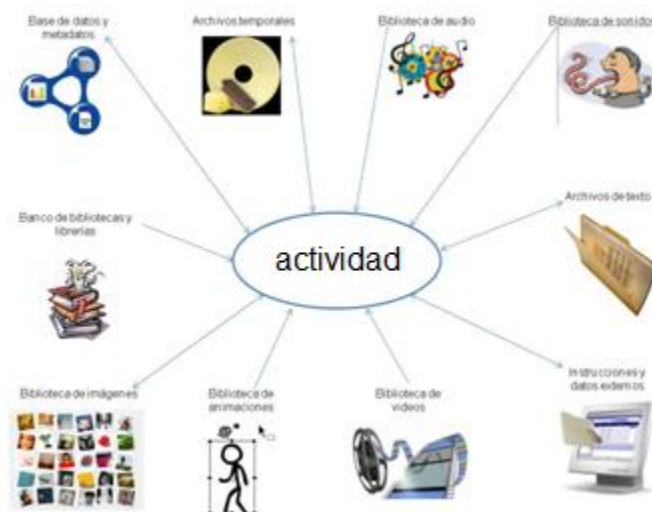 Base de datos y
metadatos
Archivos temporales
Biblioteca de audio
Biblioteca de sonidos
Banco de bibliotecas y
librerías
actividad
Archivos de texto
Biblioteca de imágenes
Biblioteca de
animaciones
Biblioteca de
videos
Instrucciones y
datos externos